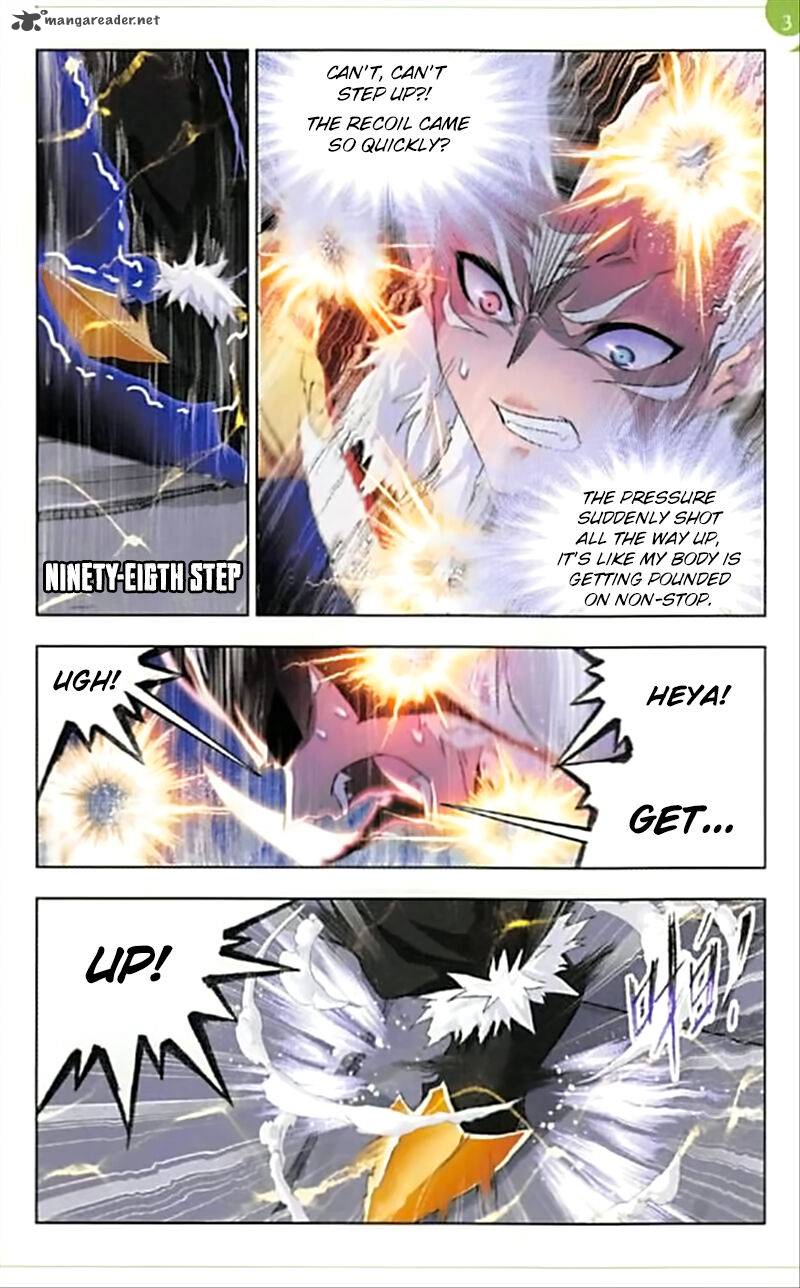 mangareader.net
3
CAN'T, CAN'T
STEP UP?!
THE RECOIL CAME
SO QUICKLY?
THE PRESSURE
SUDDENLY SHOT
ALL THE WAY UP,
IT'S LIKE MY BODY IS
GETTING POUNDED
ON NON-STOP.
NINETY-EIGTH STEP
UGH!
HEYA!
GET...
UP!